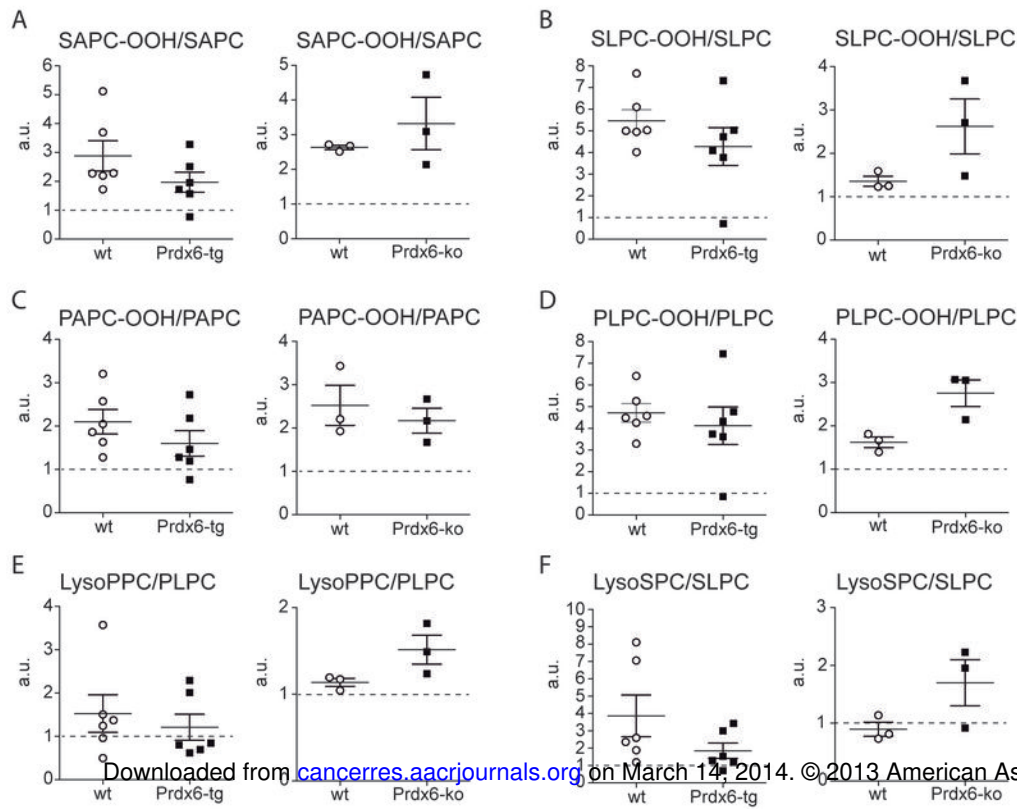 A
SAPC-OOH/SAPC
6
5
4
3
2
1
0
a.u.
wt
Prdx6-tg
SAPC-OOH/SAPC
5
4
3
2
1
0
a.u.
wt
Prdx6-ko
B
SLPC-OOH/SLPC
8
7
6
5
4
3
2
1
0
a.u.
wt
Prdx6-tg
SLPC-OOH/SLPC
4
3
2
1
0
a.u.
wt
Prdx6-ko
C
PAPC-OOH/PAPC
4
3
2
1
0
a.u.
wt
Prdx6-tg
PAPC-OOH/PAPC
4
3
2
1
0
a.u.
wt
Prdx6-ko
D
PLPC-OOH/PLPC
8
7
6
5
4
3
2
1
0
a.u.
wt
Prdx6-tg
PLPC-OOH/PLPC
4
3
2
1
0
a.u.
wt
Prdx6-ko
E
LysoPPC/PLPC
4
3
2
1
0
a.u.
wt
Prdx6-tg
LysoPPC/PLPC
2
1
0
a.u.
wt
Prdx6-ko
F
LysoSPC/SLPC
10
9
8
7
6
5
4
3
2
1
0
a.u.
wt
Prdx6-tg
LysoSPC/SLPC
3
2
1
0
a.u.
wt
Prdx6-ko
Downloaded from cancerres.aacrjournals.org on March 14, 2014. © 2013 American As